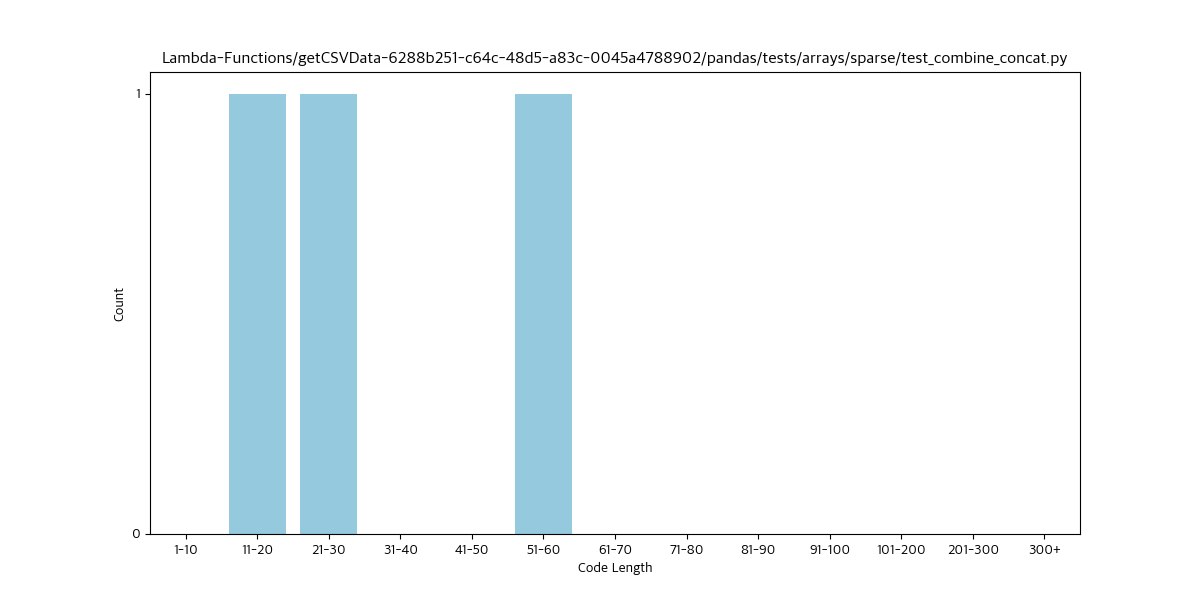 Lambda-Functions/getCSVData-6288b251-c64c-48d5-a83c-0045a4788902/pandas/tests/arrays/sparse/test_combine_concat.py
1
Count
0
1-10 11-20 21-30 31-40 41-50 51-60 61-70 71-80 81-90 91-100 101-200 201-300 300+
Code Length